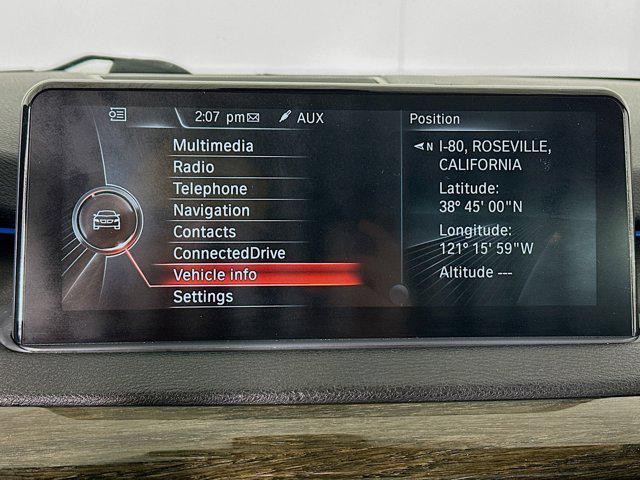 2:07 pm AUX
Multimedia
Radio
Telephone
Navigation
Contacts
ConnectedDrive
Vehicle info
Settings
Position
N I-80, ROSEVILLE,
CALIFORNIA
Latitude:
38° 45' 00"N
Longitude:
121° 15' 59"W
Altitude ---